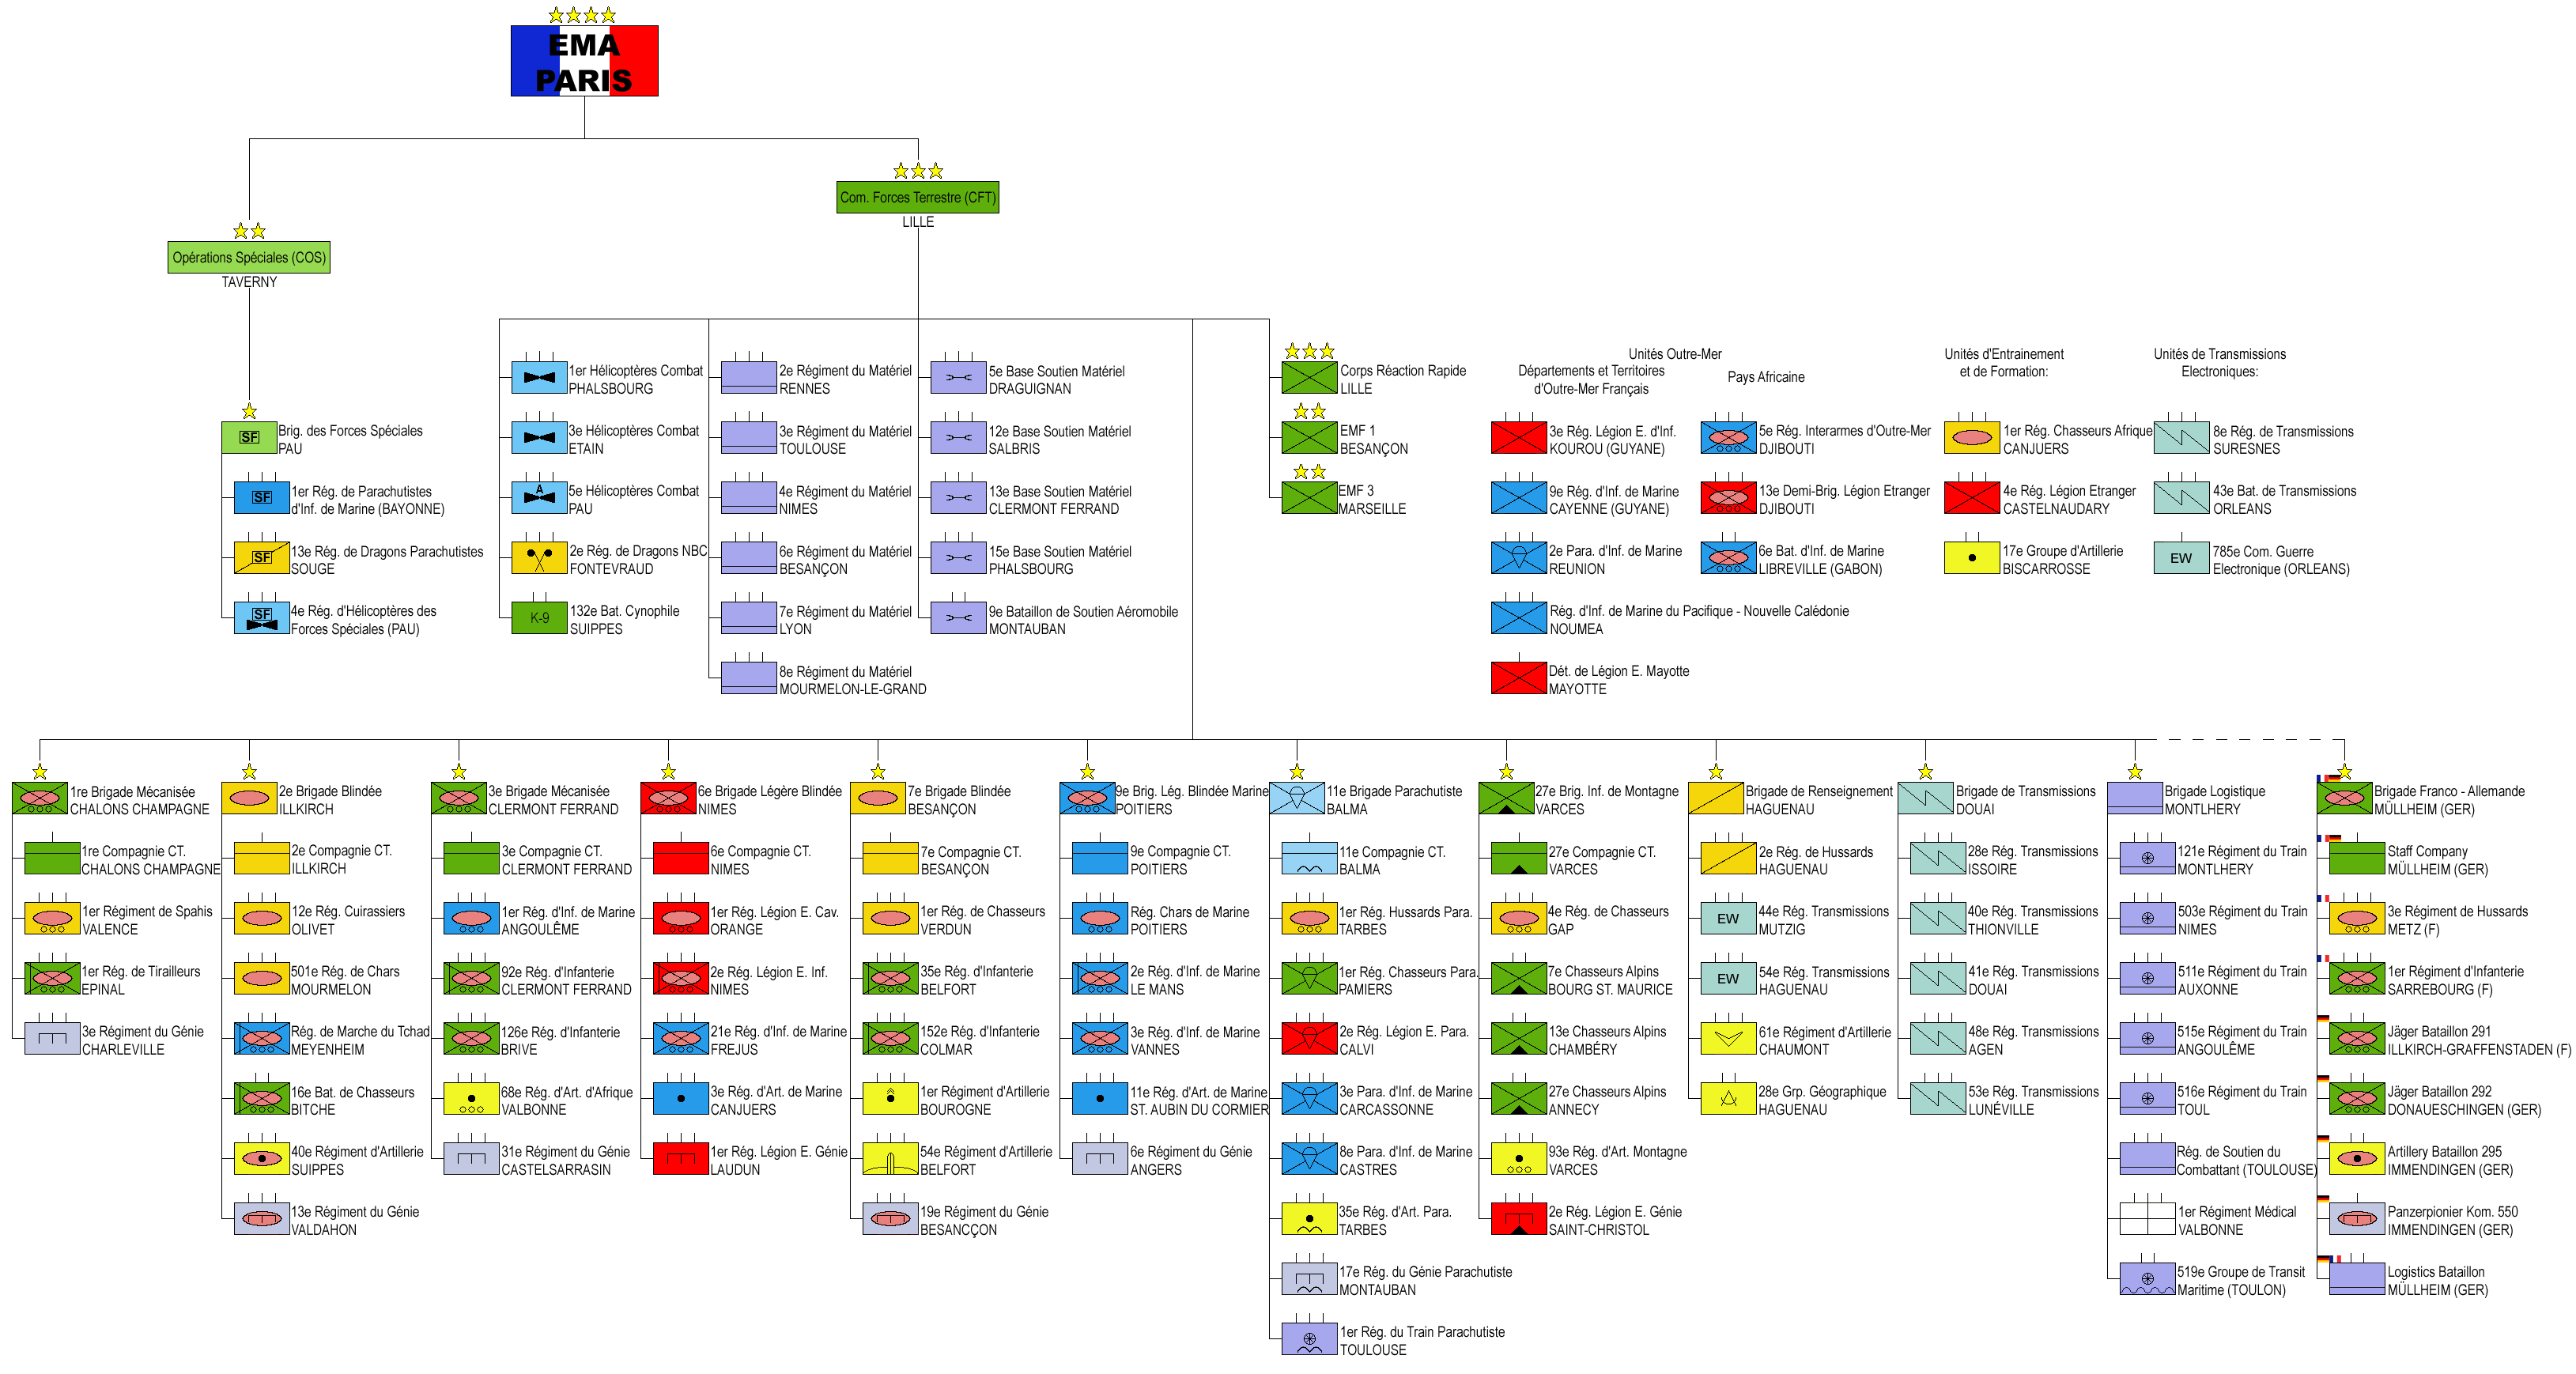 EMA
PARIS
Com. Forces Terrestre (CFT)
LILLE
Opérations Spéciales (COS)
TAVERNY
Brig. des Forces Spéciales
PAU
SF
1er Rég. de Parachutistes
d'Inf. de Marine (BAYONNE)
SF
13e Rég. de Dragons Parachutistes
SOUGE
SF
4e Rég. d'Hélicoptères des
Forces Spéciales (PAU)
SF
1er Hélicoptères Combat
PHALSBOURG
3e Hélicoptères Combat
ETAIN
A
5e Hélicoptères Combat
PAU
2e Rég. de Dragons NBC
FONTEVRAUD
K-9
132e Bat. Cynophile
SUIPPES
2e Régiment du Matériel
RENNES
3e Régiment du Matériel
TOULOUSE
4e Régiment du Matériel
NIMES
6e Régiment du Matériel
BESANÇON
7e Régiment du Matériel
LYON
8e Régiment du Matériel
MOURMELON-LE-GRAND
5e Base Soutien Matériel
DRAGUIGNAN
12e Base Soutien Matériel
SALBRIS
13e Base Soutien Matériel
CLERMONT FERRAND
15e Base Soutien Matériel
PHALSBOURG
9e Bataillon de Soutien Aéromobile
MONTAUBAN
Corps Réaction Rapide
LILLE
EMF 1
BESANÇON
EMF 3
MARSEILLE
Unités Outre-Mer
Départements et Territoires
d'Outre-Mer Français
3e Rég. Légion E. d'Inf.
KOUROU (GUYANE)
9e Rég. d'Inf. de Marine
CAYENNE (GUYANE)
2e Para. d'Inf. de Marine
REUNION
Rég. d'Inf. de Marine du Pacifique - Nouvelle Calédonie
NOUMEA
Dét. de Légion E. Mayotte
MAYOTTE
Pays Africaine
5e Rég. Interarmes d'Outre-Mer
DJIBOUTI
13e Demi-Brig. Légion Etranger
DJIBOUTI
6e Bat. d'Inf. de Marine
LIBREVILLE (GABON)
Unités d'Entrainement
et de Formation:
1er Rég. Chasseurs Afrique
CANJUERS
4e Rég. Légion Etranger
CASTELNAUDARY
17e Groupe d'Artillerie
BISCARROSSE
Unités de Transmissions
Electroniques:
8e Rég. de Transmissions
SURESNES
43e Bat. de Transmissions
ORLEANS
EW
785e Com. Guerre
Electronique (ORLEANS)
1re Brigade Mécanisée
CHALONS CHAMPAGNE
1re Compagnie CT.
CHALONS CHAMPAGNE
1er Régiment de Spahis
VALENCE
1er Rég. de Tirailleurs
EPINAL
3e Régiment du Génie
CHARLEVILLE
2e Brigade Blindée
ILLKIRCH
2e Compagnie CT.
ILLKIRCH
12e Rég. Cuirassiers
OLIVET
501e Rég. de Chars
MOURMELON
Rég. de Marche du Tchad
MEYENHEIM
16e Bat. de Chasseurs
BITCHE
40e Régiment d'Artillerie
SUIPPES
13e Régiment du Génie
VALDAHON
3e Brigade Mécanisée
CLERMONT FERRAND
3e Compagnie CT.
CLERMONT FERRAND
1er Rég. d'Inf. de Marine
ANGOULÊME
92e Rég. d'Infanterie
CLERMONT FERRAND
126e Rég. d'Infanterie
BRIVE
68e Rég. d'Art. d'Afrique
VALBONNE
31e Régiment du Génie
CASTELSARRASIN
6e Brigade Légère Blindée
NIMES
6e Compagnie CT.
NIMES
1er Rég. Légion E. Cav.
ORANGE
2e Rég. Légion E. Inf.
NIMES
21e Rég. d'Inf. de Marine
FREJUS
3e Rég. d'Art. de Marine
CANJUERS
1er Rég. Légion E. Génie
LAUDUN
7e Brigade Blindée
BESANÇON
7e Compagnie CT.
BESANÇON
1er Rég. de Chasseurs
VERDUN
35e Rég. d'Infanterie
BELFORT
152e Rég. d'Infanterie
COLMAR
1er Régiment d'Artillerie
BOUROGNE
54e Régiment d'Artillerie
BELFORT
19e Régiment du Génie
BESANCÇON
9e Brig. Lég. Blindée Marine
POITIERS
9e Compagnie CT.
POITIERS
Rég. Chars de Marine
POITIERS
2e Rég. d'Inf. de Marine
LE MANS
3e Rég. d'Inf. de Marine
VANNES
11e Rég. d'Art. de Marine
ST. AUBIN DU CORMIER
6e Régiment du Génie
ANGERS
11e Brigade Parachutiste
BALMA
11e Compagnie CT.
BALMA
1er Rég. Hussards Para.
TARBES
1er Rég. Chasseurs Para.
PAMIERS
2e Rég. Légion E. Para.
CALVI
3e Para. d'Inf. de Marine
CARCASSONNE
8e Para. d'Inf. de Marine
CASTRES
35e Rég. d'Art. Para.
TARBES
17e Rég. du Génie Parachutiste
MONTAUBAN
1er Rég. du Train Parachutiste
TOULOUSE
27e Brig. Inf. de Montagne
VARCES
27e Compagnie CT.
VARCES
4e Rég. de Chasseurs
GAP
7e Chasseurs Alpins
BOURG ST. MAURICE
13e Chasseurs Alpins
CHAMBÉRY
27e Chasseurs Alpins
ANNECY
93e Rég. d'Art. Montagne
VARCES
2e Rég. Légion E. Génie
SAINT-CHRISTOL
Brigade de Renseignement
HAGUENAU
2e Rég. de Hussards
HAGUENAU
EW
44e Rég. Transmissions
MUTZIG
EW
54e Rég. Transmissions
HAGUENAU
61e Régiment d'Artillerie
CHAUMONT
28e Grp. Géographique
HAGUENAU
Brigade de Transmissions
DOUAI
28e Rég. Transmissions
ISSOIRE
40e Rég. Transmissions
THIONVILLE
41e Rég. Transmissions
DOUAI
48e Rég. Transmissions
AGEN
53e Rég. Transmissions
LUNÉVILLE
Brigade Logistique
MONTLHERY
121e Régiment du Train
MONTLHERY
503e Régiment du Train
NIMES
511e Régiment du Train
AUXONNE
515e Régiment du Train
ANGOULÊME
516e Régiment du Train
TOUL
Rég. de Soutien du
Combattant (TOULOUSE)
1er Régiment Médical
VALBONNE
519e Groupe de Transit
Maritime (TOULON)
Brigade Franco - Allemande
MÜLLHEIM (GER)
Staff Company
MÜLLHEIM (GER)
3e Régiment de Hussards
METZ (F)
1er Régiment d'Infanterie
SARREBOURG (F)
Jäger Bataillon 291
ILLKIRCH-GRAFFENSTADEN (F)
Jäger Bataillon 292
DONAUESCHINGEN (GER)
Artillery Bataillon 295
IMMENDINGEN (GER)
Panzerpionier Kom. 550
IMMENDINGEN (GER)
Logistics Bataillon
MÜLLHEIM (GER)